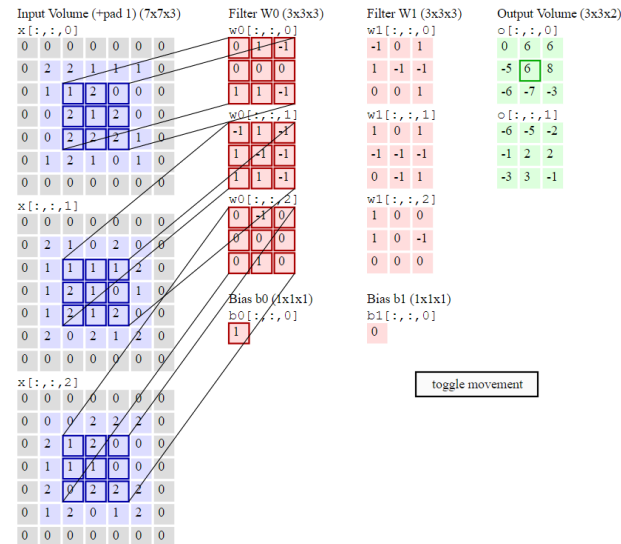 Input Volume (+pad 1) (7x7x3)
x[:,:,0]
0 0 0 0 0 0 0
0 2 2 1 1 1 0
0 1 1 2 0 0 0
0 0 2 1 2 0 0
0 0 2 2 2 1 0
0 1 2 1 0 1 0
0 0 0 0 0 0 0
x[:,:,1]
0 0 0 0 0 0 0
0 2 1 0 2 0 0
0 1 1 1 1 2 0
0 1 2 1 0 1 0
0 1 2 1 2 0 0
0 2 0 2 1 2 0
0 0 0 0 0 0 0
x[:,:,2]
0 0 0 0 0 0 0
0 0 0 2 2 2 0
0 2 1 2 0 0 0
0 1 1 1 0 0 0
0 2 0 2 2 2 0
0 1 2 0 1 2 0
0 0 0 0 0 0 0
Filter W0 (3x3x3)
w0[:,:,0]
0 1 -1
0 0 0
1 1 -1
w0[:,:,1]
-1 1 -1
1 -1 -1
1 1 -1
w0[:,:,2]
0 -1 0
0 0 0
0 1 0
Bias b0 (1x1x1)
b0[:,:,0]
1
Filter W1 (3x3x3)
w1[:,:,0]
-1 0 1
1 -1 -1
0 0 1
w1[:,:,1]
1 0 1
-1 -1 -1
0 -1 1
w1[:,:,2]
1 0 0
1 0 -1
0 0 0
Bias b1 (1x1x1)
b1[:,:,0]
0
Output Volume (3x3x2)
o[:,:,0]
0 6 6
-5 6 8
-6 -7 -3
o[:,:,1]
-6 -5 -2
-1 2 2
-3 3 -1
toggle movement